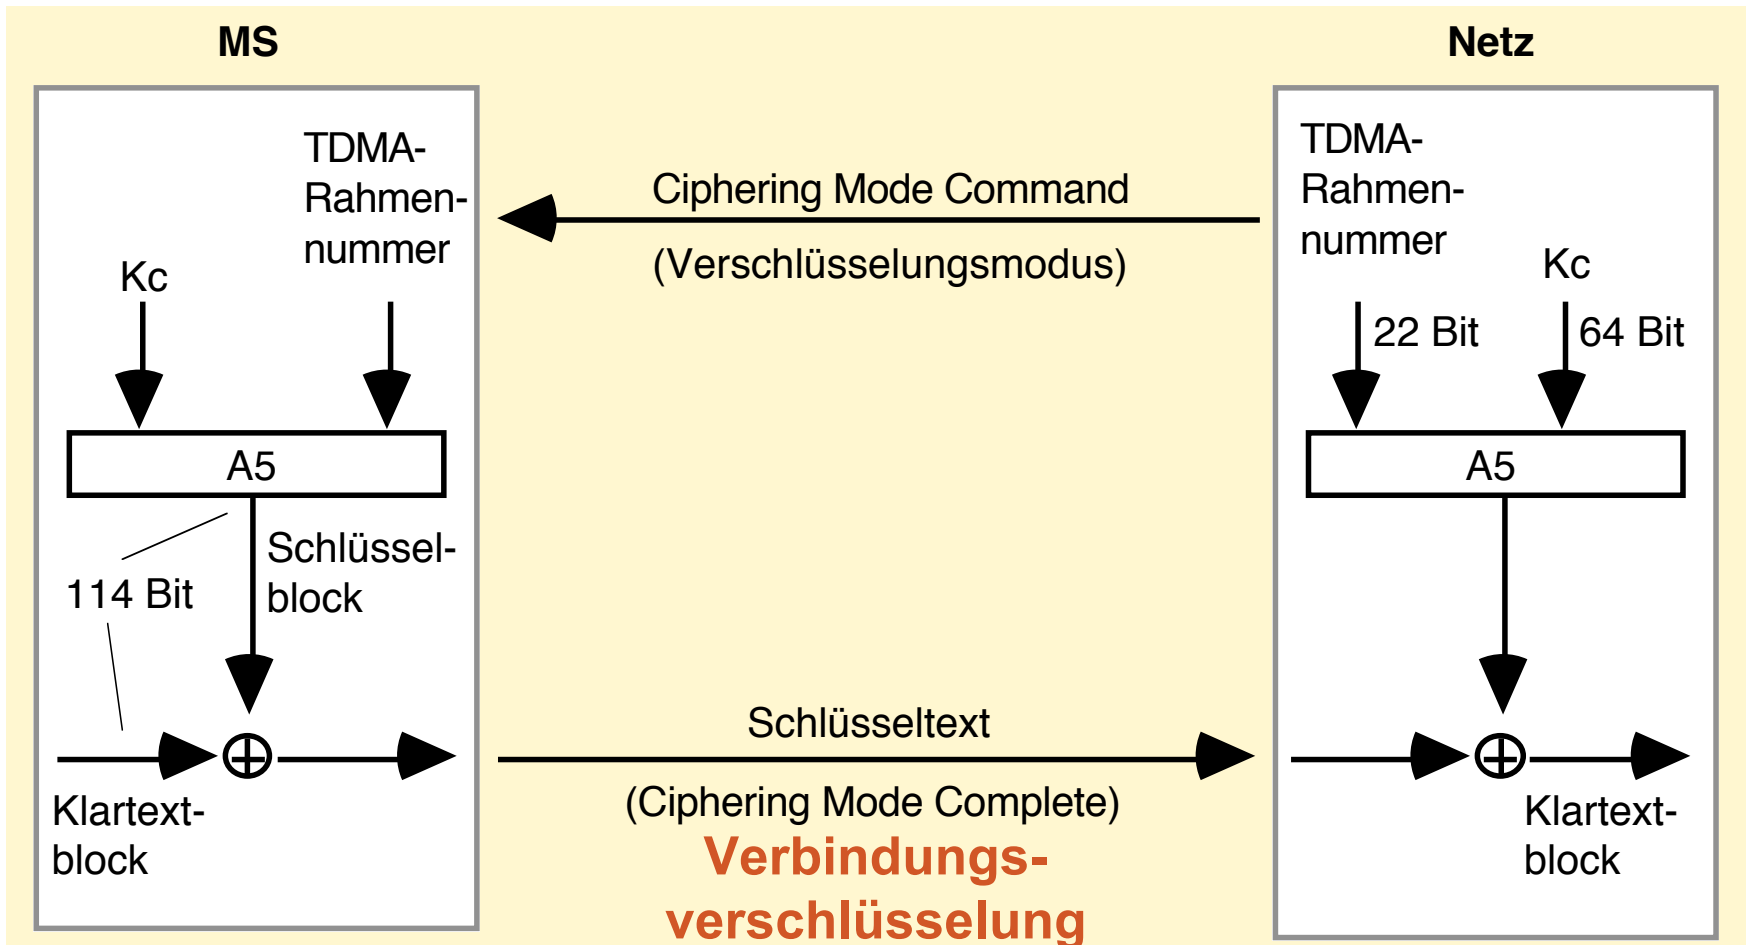 MS
Netz
TDMA-
Rahmen-
nummer
Kc
A5
Schlüssel-
block
114 Bit
Klartext-
block
Ciphering Mode Command
(Verschlüsselungsmodus)
Schlüsseltext
(Ciphering Mode Complete)
Verbindungs-
verschlüsselung
TDMA-
Rahmen-
nummer
Kc
22 Bit
64 Bit
A5
Klartext-
block